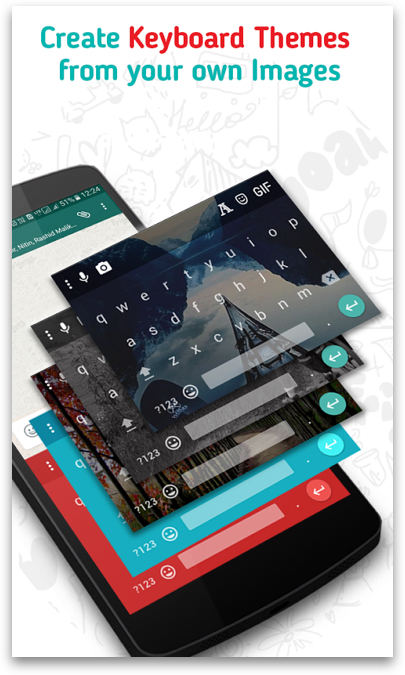 Create Keyboard Themes
from your own Images
Hello
51% 12:24
Nitin, Rashid Malik...
A GIF
q w e r t y u i o p
a s d f g h j k l
z x c v b n m
?123 .
q
a
?123 .
q
?123 .
q
?123 .
q
?123 .